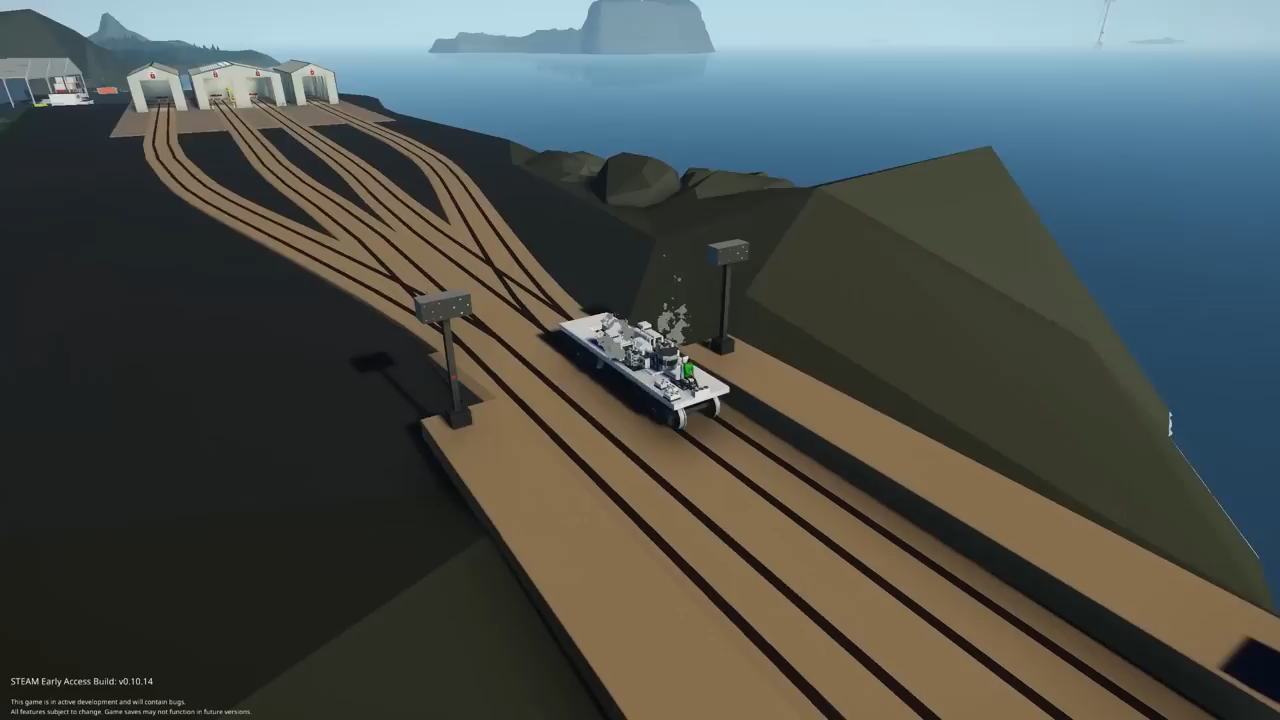 STEAM Early Access Build: v0.10.14
This game is in active development and will contain bugs.
All features subject to change. Game saves may not function in future versions.